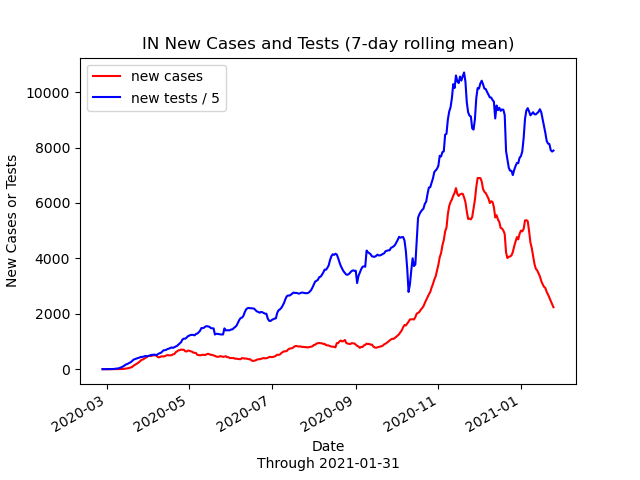 IN New Cases and Tests (7-day rolling mean)
new cases
new tests / 5
New Cases or Tests
10000
8000
6000
4000
2000
0
2020-03
2020-05
2020-07
2020-09
2020-11
2021-01
Date
Through 2021-01-31